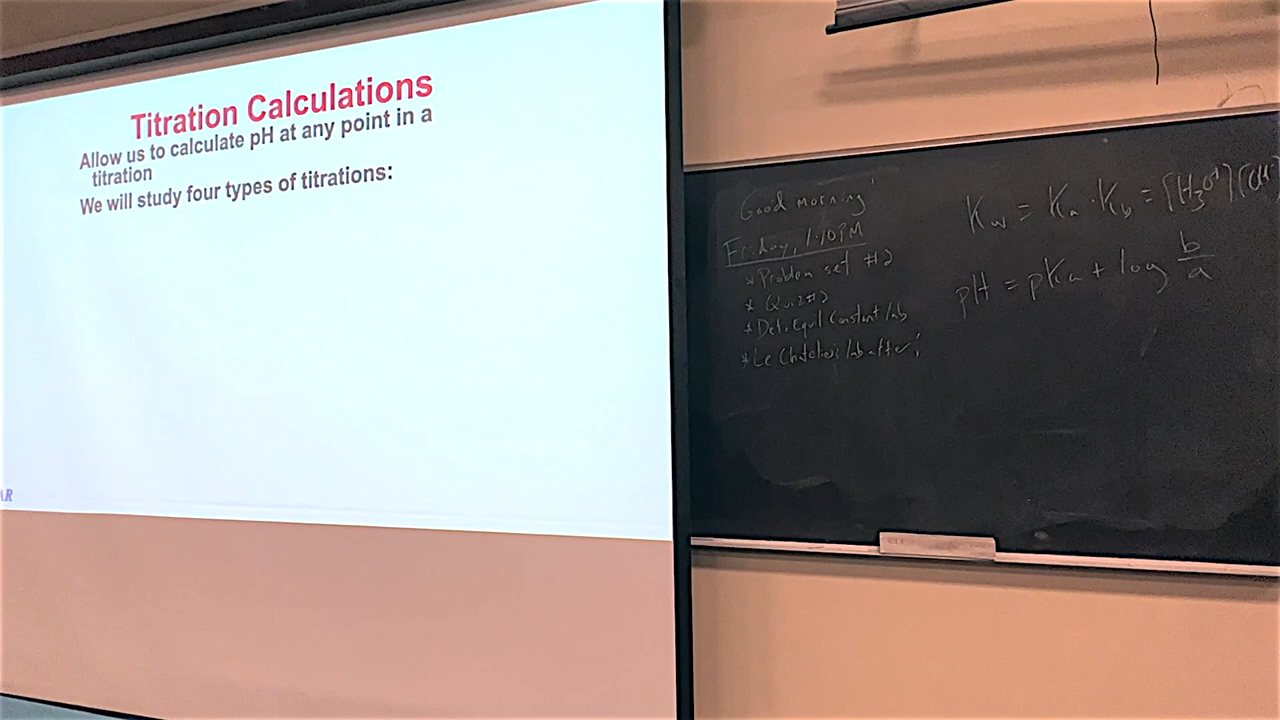 Titration Calculations
Allow us to calculate pH at any point in a
titration
We will study four types of titrations:
AR
Good morning!
Friday, 1:10PM
* Problem set #2
* Quiz #2
* Det. Equil Constant lab
* Le Chatelier's lab after!
Kw = Ka · Kb = [H3O+][OH-
pH = pKa + log b/a